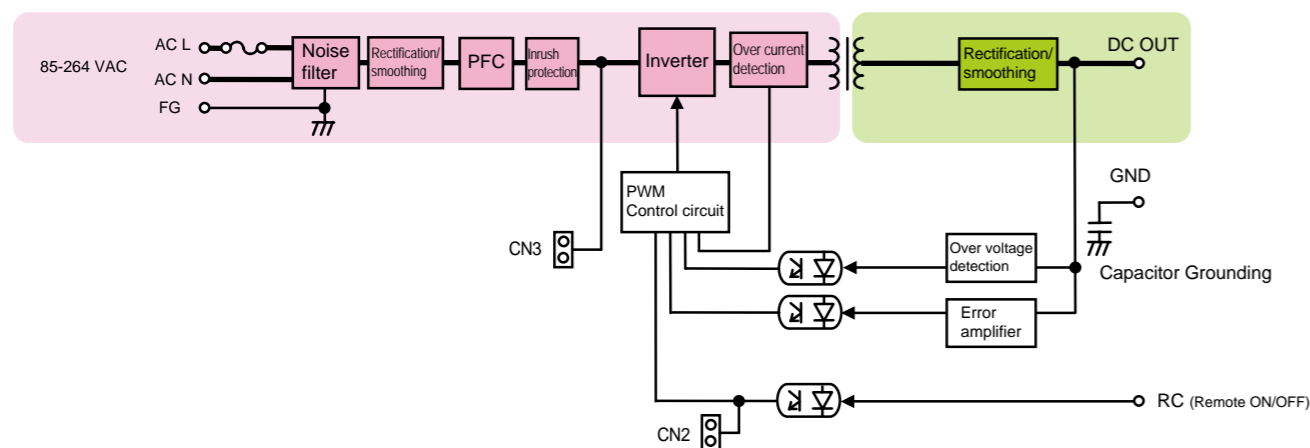 85-264 VAC
AC L
AC N
FG
Noise
filter
Rectification/
smoothing
PFC
Inrush
protection
Inverter
Over current
detection
Rectification/
smoothing
DC OUT
PWM
Control circuit
GND
CN3
Over voltage
detection
Capacitor Grounding
Error
amplifier
RC (Remote ON/OFF)
CN2